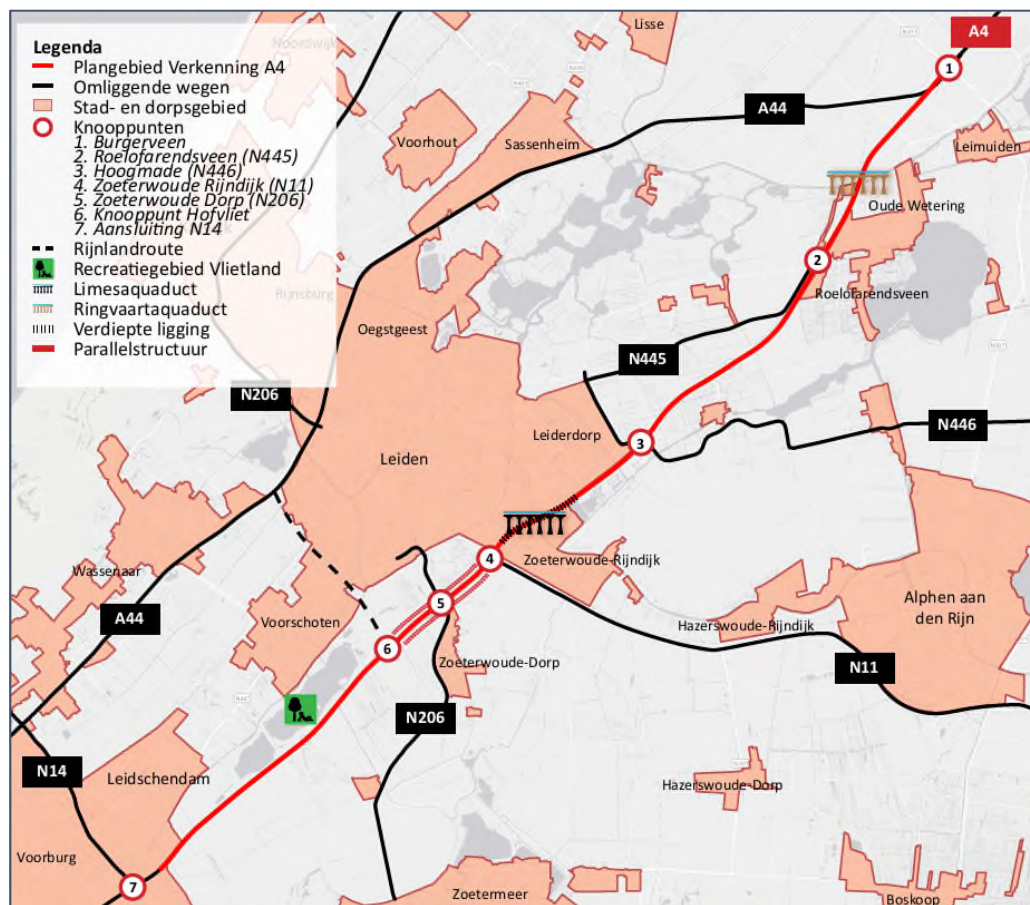 Legenda
Plangebied Verkenning A4
Omliggende wegen
Stad- en dorpsgebied
Knooppunten
1. Burgerveen
2. Roelofarendsveen (N445)
3. Hoogmade (N446)
4. Zoeterwoude Rijndijk (N11)
5. Zoeterwoude Dorp (N206)
6. Knooppunt Hofvliet
7. Aansluiting N14
Rijnlandroute
Recreatiegebied Vlietland
Limesaquaduct
Ringvaartaquaduct
Verdiepte ligging
Parallelstructuur
Noordwijk
Lisse
A4
1
A44
Voorhout
Sassenheim
Leimuiden
Oude Wetering
2
Roelofarendsveen
Rijnsburg
Oegstgeest
N445
N206
Leiderdorp
3
N446
Leiden
4
Zoeterwoude-Rijndijk
Wassenaar
A44
Voorschoten
5
Hazerswoude-Rijndijk
Alphen aan
den Rijn
6
Zoeterwoude-Dorp
N11
N206
N14
Leidschendam
Hazerswoude-Dorp
Voorburg
7
Zoetermeer
Boskoop